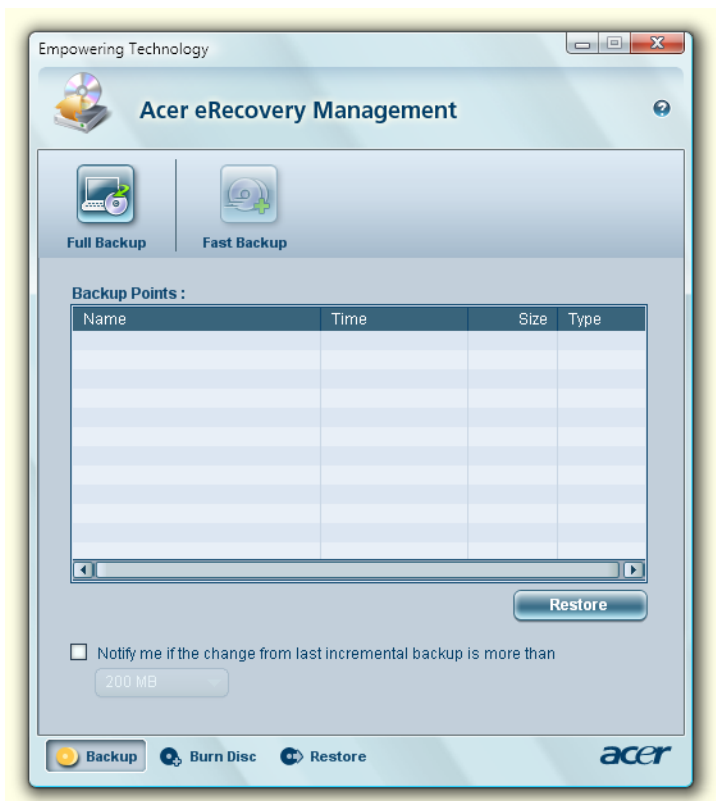 Empowering Technology
Acer eRecovery Management
Full Backup
Fast Backup
Backup Points :
Name Time Size Type
Restore
Notify me if the change from last incremental backup is more than
200 MB
Backup Burn Disc Restore acer